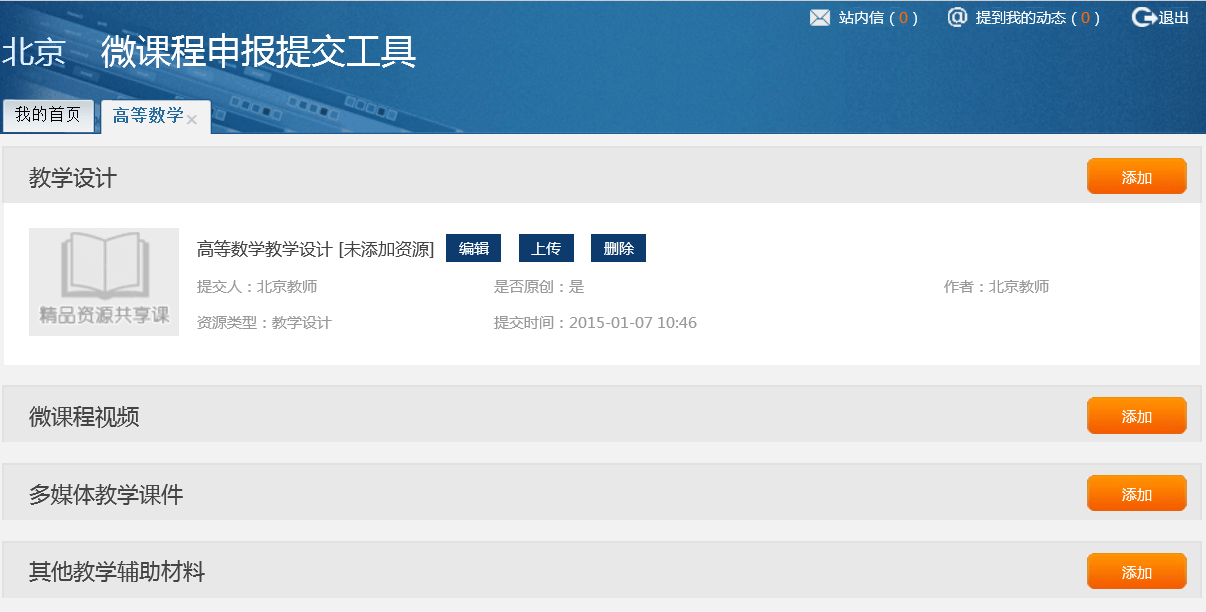 站内信 ( 0 ) @ 提到我的动态 ( 0 ) 退出
北京 微课程申报提交工具
我的首页 高等数学
教学设计 添加
高等数学教学设计 [未添加资源] 编辑 上传 删除
提交人：北京教师 是否原创：是 作者：北京教师
精品资源共享课
资源类型：教学设计 提交时间：2015-01-07 10:46
微课程视频 添加
多媒体教学课件 添加
其他教学辅助材料 添加